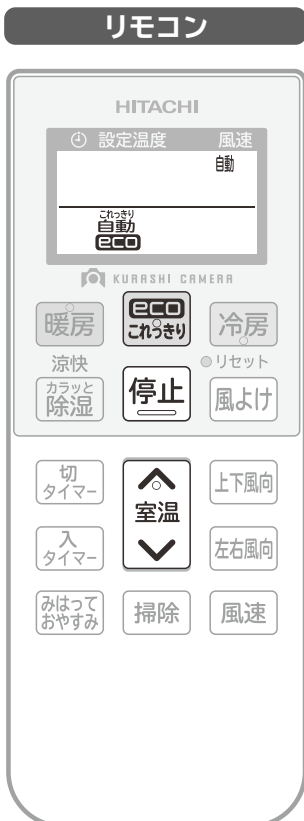 リモコン
HITACHI
設定温度 風速
自動
これっきり
自動
eco
KURASHI CAMERA
暖房
eco
これっきり
冷房
涼快
リセット
カラッと
除湿
停止
風よけ
切
タイマー
室温
上下風向
入
タイマー
左右風向
みはって
おやすみ
掃除
風速